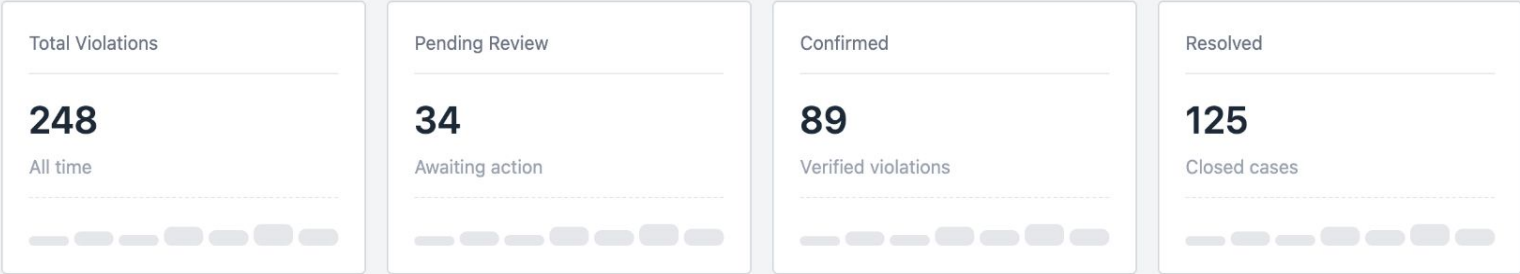 Total Violations
248
All time
Pending Review
34
Awaiting action
Confirmed
89
Verified violations
Resolved
125
Closed cases